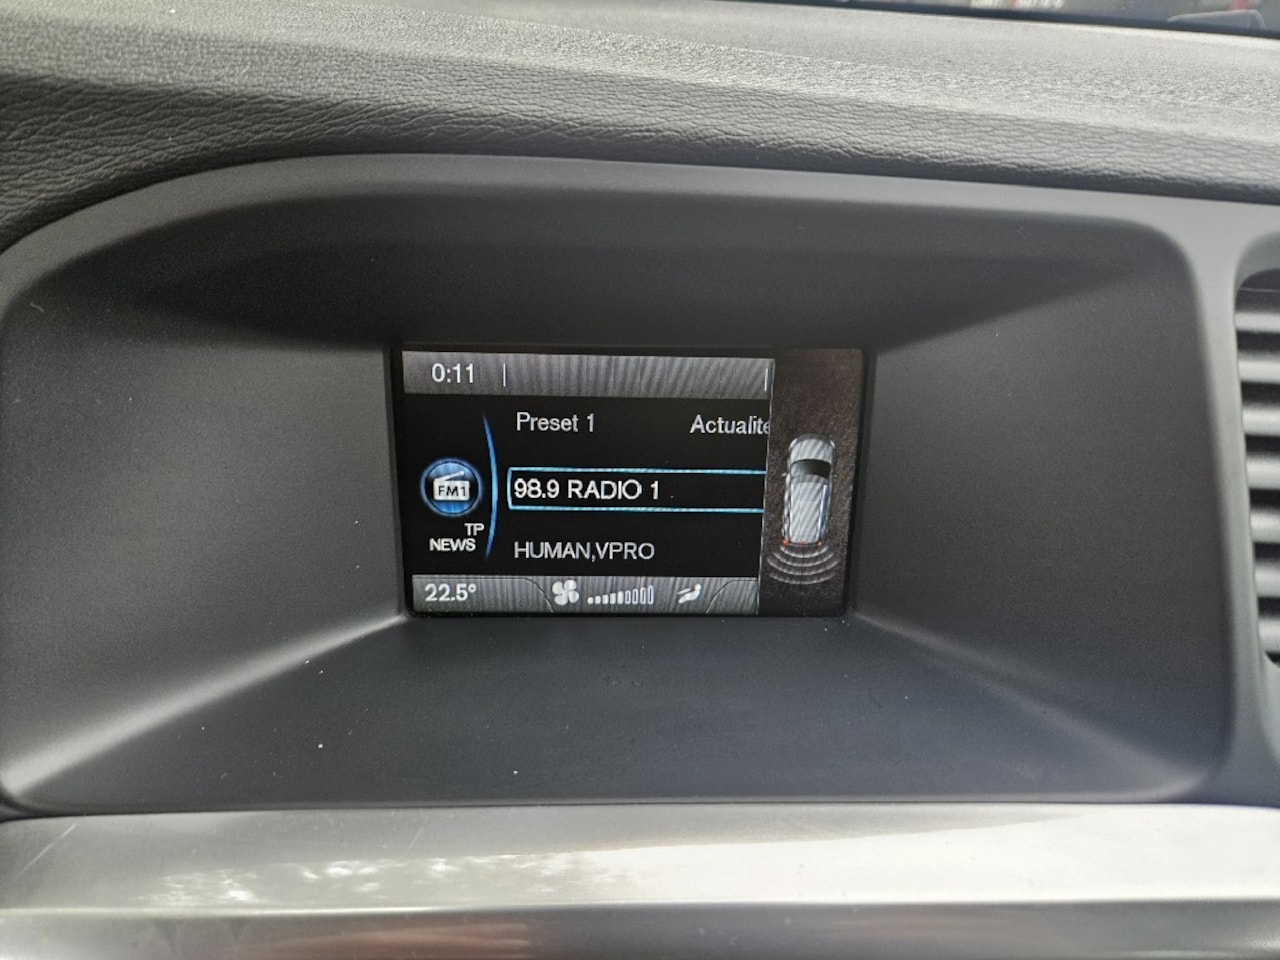 0:11
Preset 1 Actualite
98.9 RADIO 1
FM1
TP
NEWS
HUMAN,VPRO
22.5°